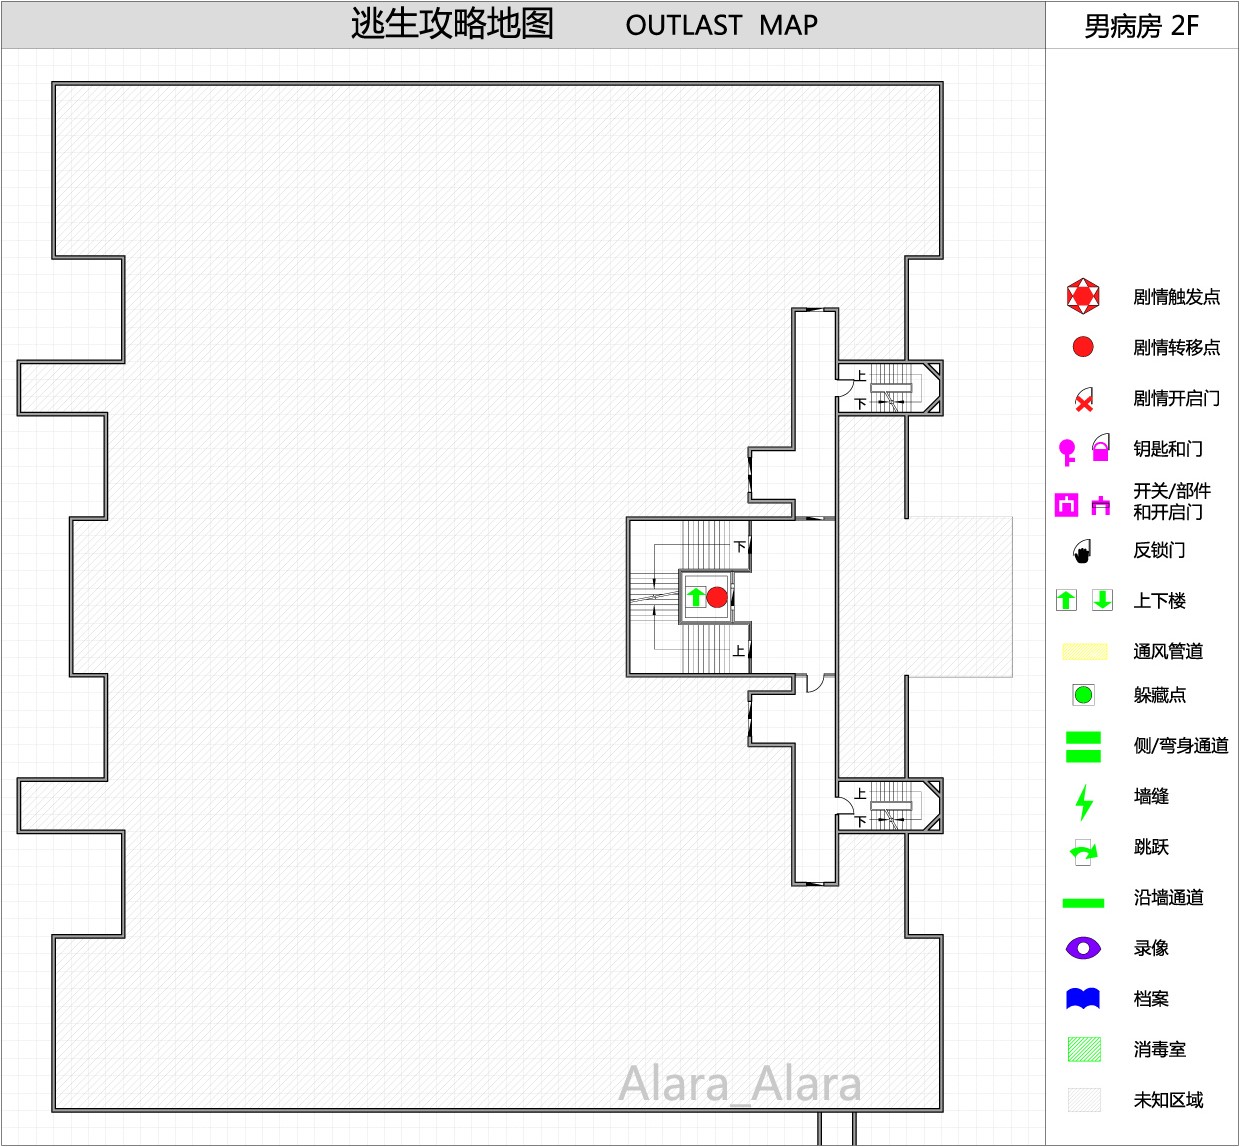 逃生攻略地图 OUTLAST MAP
男病房 2F
上
下
下
上
上
下
剧情触发点
剧情转移点
剧情开启门
钥匙和门
开关/部件
和开启门
反锁门
上下楼
通风管道
躲藏点
侧/弯身通道
墙缝
跳跃
沿墙通道
录像
档案
消毒室
未知区域
Alara_Alara